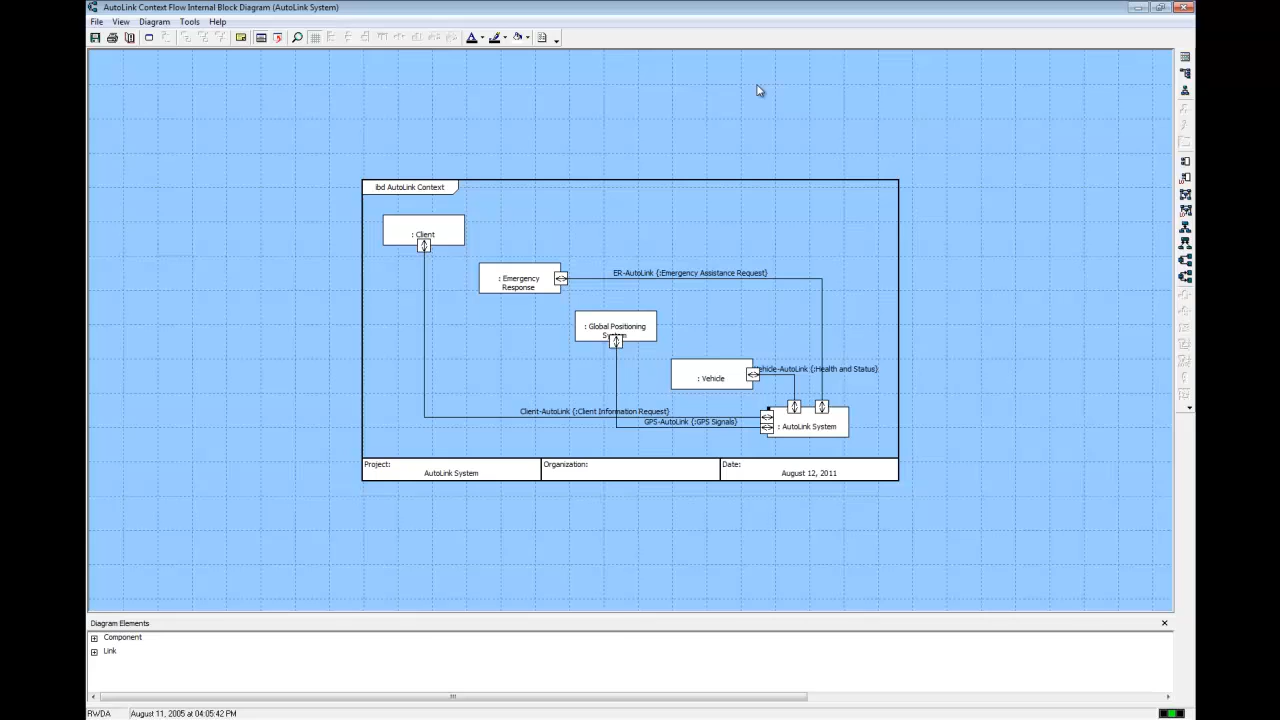 AutoLink Context Flow Internal Block Diagram (AutoLink System)
File View Diagram Tools Help
ibd AutoLink Context
: Client
: Emergency
Response
ER-AutoLink {:Emergency Assistance Request}
: Global Positioning
: Vehicle
ehicle-AutoLink {:Health and Status}
Client-AutoLink {:Client Information Request}
GPS-AutoLink {:GPS Signals}
: AutoLink System
Project:
AutoLink System
Organization:
Date:
August 12, 2011
Diagram Elements
Component
Link
RWDA August 11, 2005 at 04:05:42 PM